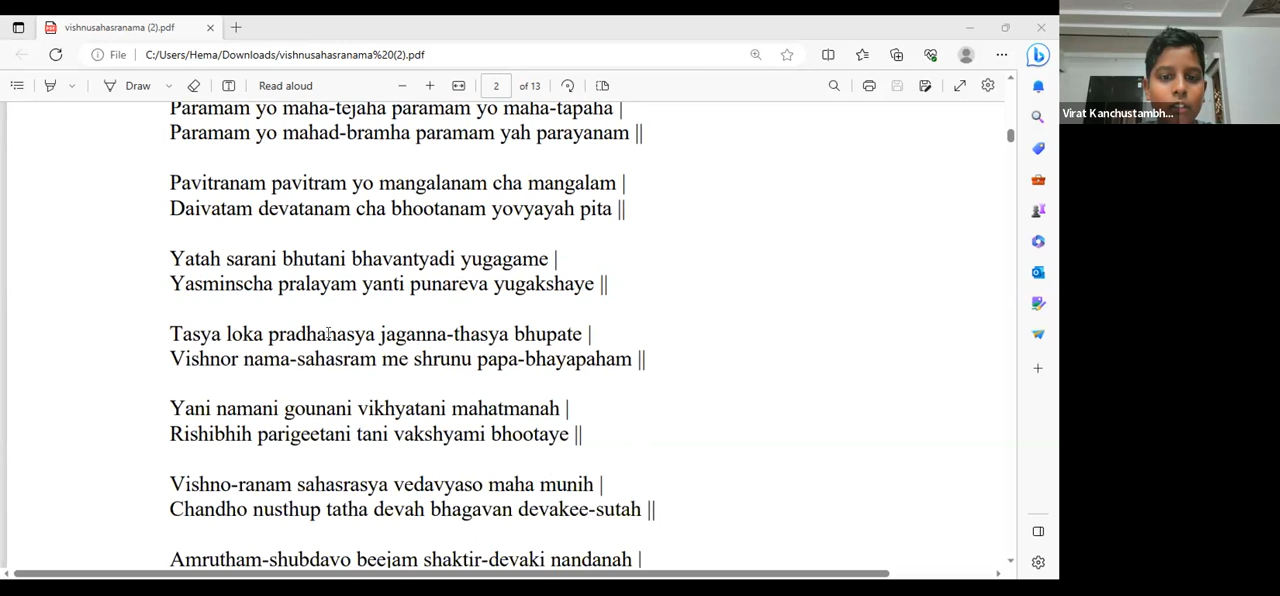 vishnusahasranama (2).pdf
File C:/Users/Hema/Downloads/vishnusahasranama%20(2).pdf
Draw Read aloud 2 of 13
Paramam yo maha-tejaha paranam yo maha-tapaha |
Paramam yo mahad-bramha paramam yah parayanam ||
Pavitranam pavitram yo mangalanam cha mangalam |
Daivatam devatanam cha bhootanam yovyayah pita ||
Yatah sarani bhutani bhavantyadi yugagame |
Yasminscha pralayam yanti punareva yugakshaye ||
Tasya loka pradhanasya jaganna-thasya bhupate |
Vishnor nama-sahasram me shrunu papa-bhayapaham ||
Yani namani gounani vikhyatani mahatmanah |
Rishibhih parigeetani tani vakshyami bhootaye ||
Vishno-ranam sahasrasya vedavyaso maha munih |
Chandho nusthup tatha devah bhagavan devakee-sutah ||
Amrutham-shubdavo beejam shaktir-devaki nandanah |
Virat Kanchustambh...